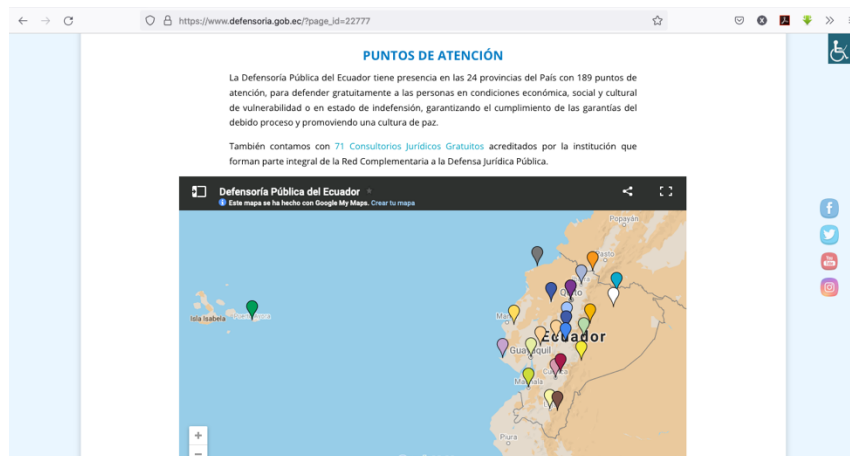 https://www.defensoria.gob.ec/?page_id=22777
PUNTOS DE ATENCIÓN
La Defensoría Pública del Ecuador tiene presencia en las 24 provincias del País con 189 puntos de
atención, para defender gratuitamente a las personas en condiciones económica, social y cultural
de vulnerabilidad o en estado de indefensión, garantizando el cumplimiento de las garantías del
debido proceso y promoviendo una cultura de paz.
También contamos con 71 Consultorios Jurídicos Gratuitos acreditados por la institución que
forman parte integral de la Red Complementaria a la Defensa Jurídica Pública.
Defensoría Pública del Ecuador
Este mapa se ha hecho con Google My Maps. Crear tu mapa
Popayán
Pasto
Quito
Isla Isabela
Ecuador
Guayaquil
Cuenca
Machala
Piura